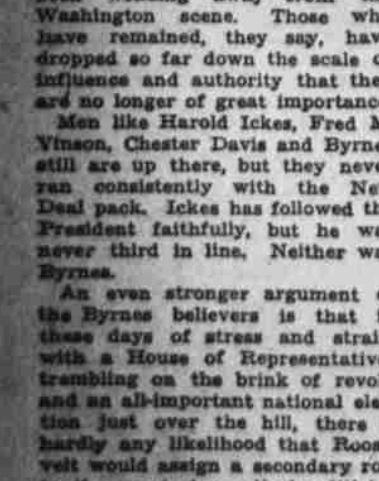 Washington scene. Those wh
have remained, they say, hav
dropped so far down the scale o
influence and authority that the
are no longer of great importanc
Men like Harold Ickes, Fred M
Vinson, Chester Davis and Byrne
still are up there, but they neve
ran consistently with the Ne
Deal pack. Ickes has followed th
President faithfully, but he wa
never third in line. Neither wa
Byrnes.
An even stronger argument o
the Byrnes believers is that i
these days of stress and strai
with a House of Representative
trembling on the brink of revol
and an all-important national ele
tion just over the hill, there
hardly any likelihood that Roos
velt would assign a secondary ro